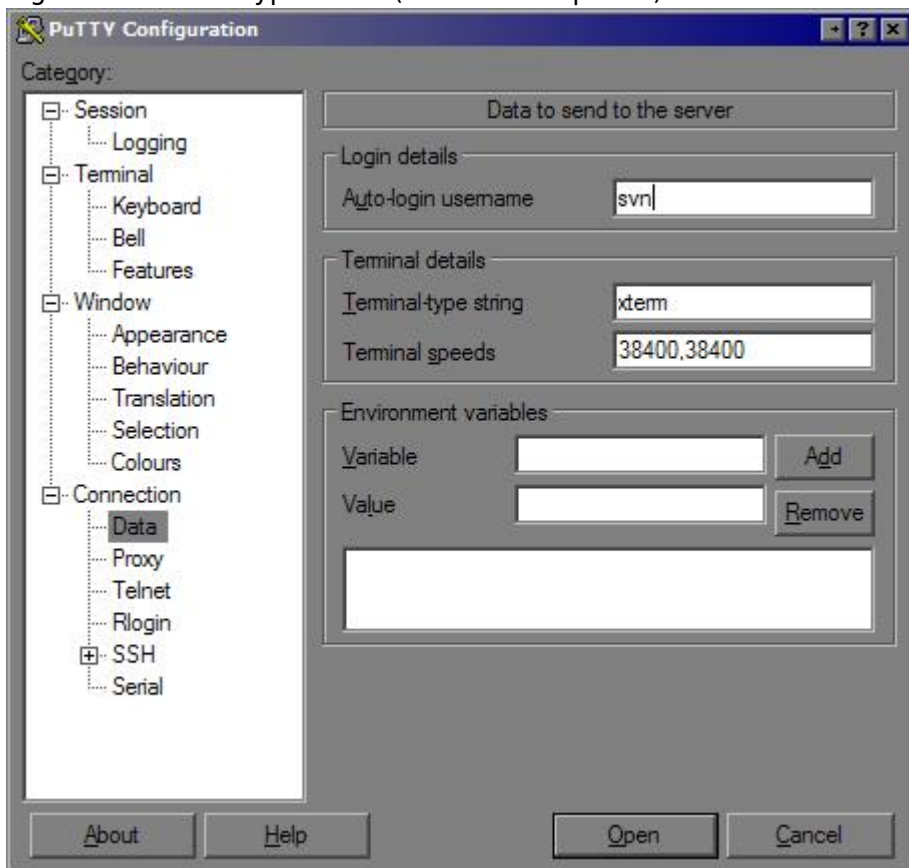 PuTTY Configuration
Category:
Session
Logging
Terminal
Keyboard
Bell
Features
Window
Appearance
Behaviour
Translation
Selection
Colours
Connection
Data
Proxy
Telnet
Rlogin
SSH
Serial
Data to send to the server
Login details
Auto-login username svn
Terminal details
Terminal-type string xterm
Terminal speeds 38400,38400
Environment variables
Variable Add
Value Remove
About Help Open Cancel